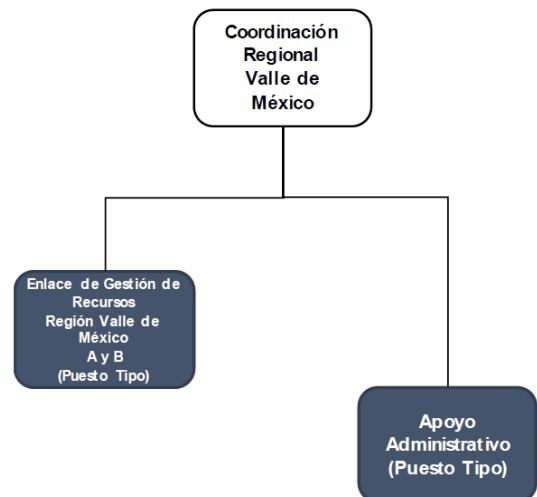 Coordinación
Regional
Valle de
México
Enlace de Gestión de
Recursos
Región Valle de
México
A y B
(Puesto Tipo)
Apoyo
Administrativo
(Puesto Tipo)